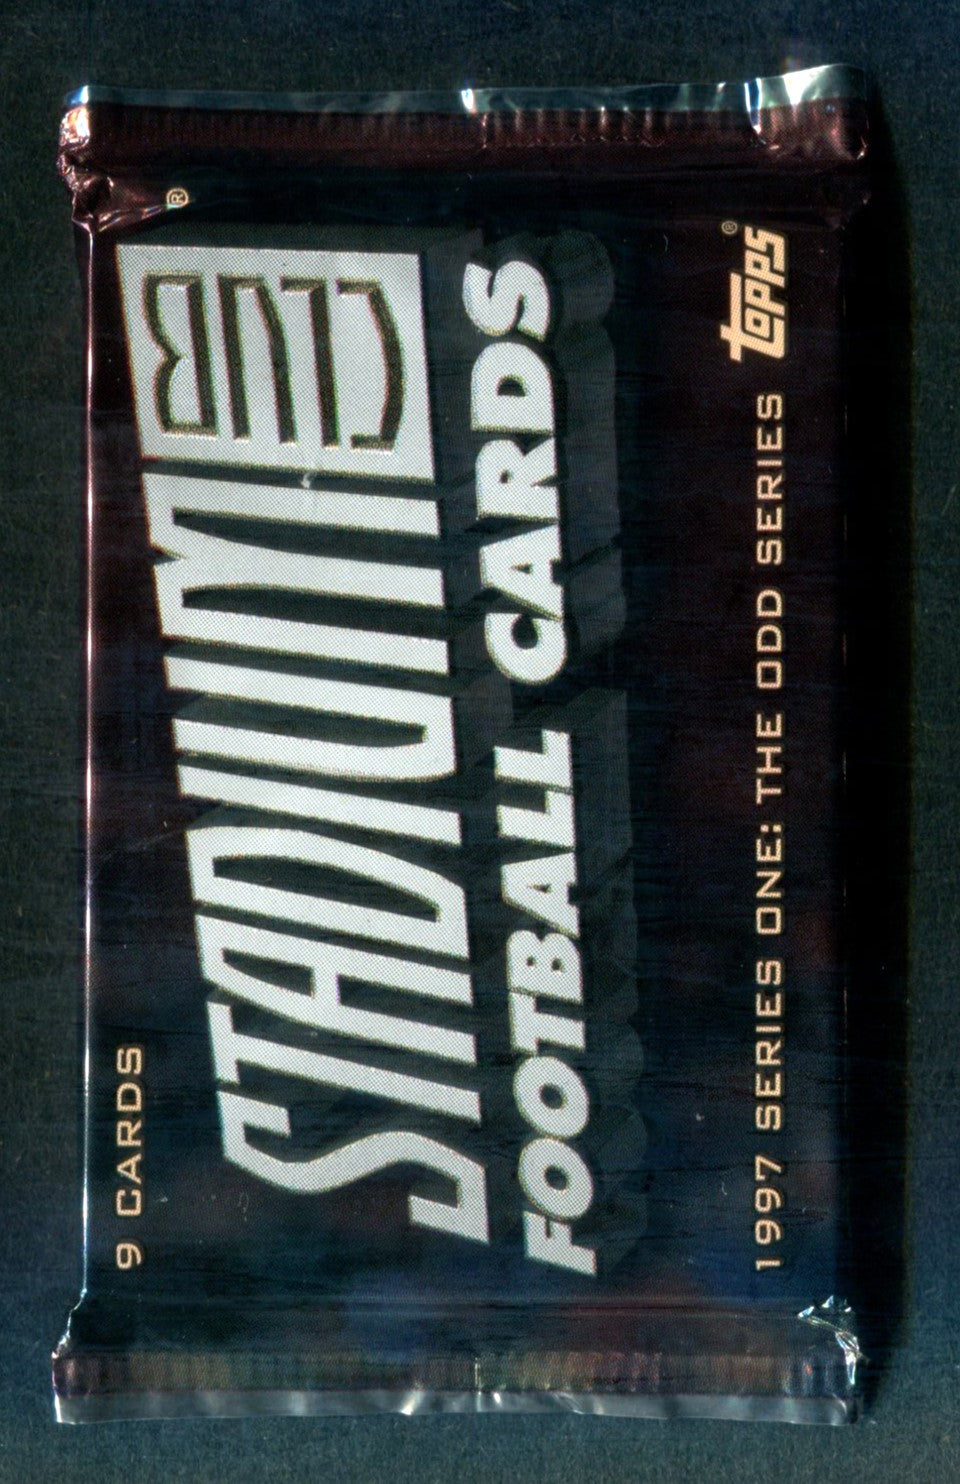 9 CARDS
®
STADIUM CLUB
FOOTBALL CARDS
1997 SERIES ONE: THE ODD SERIES topps®